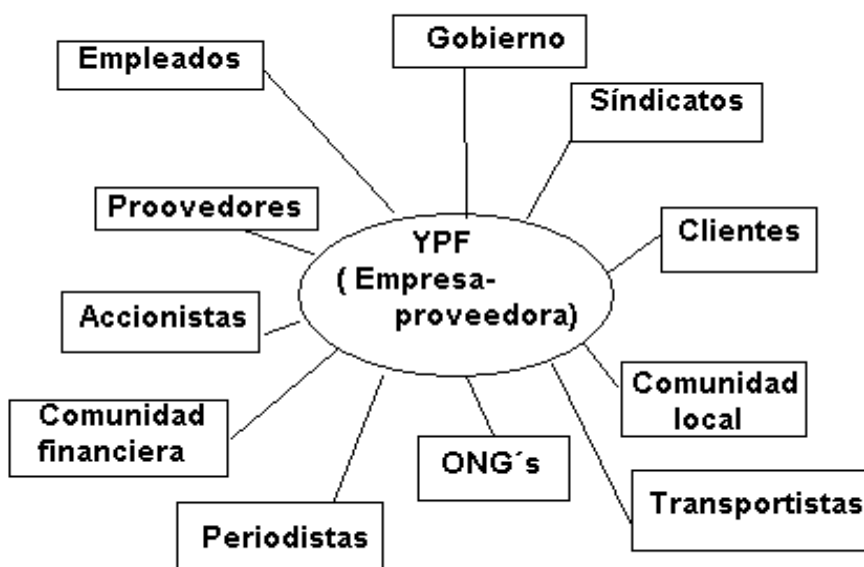 Gobierno
Empleados
Síndicatos
Proovedores
YPF
( Empresa-
proveedora)
Clientes
Accionistas
Comunidad
local
Comunidad
financiera
ONG´s
Transportistas
Periodistas